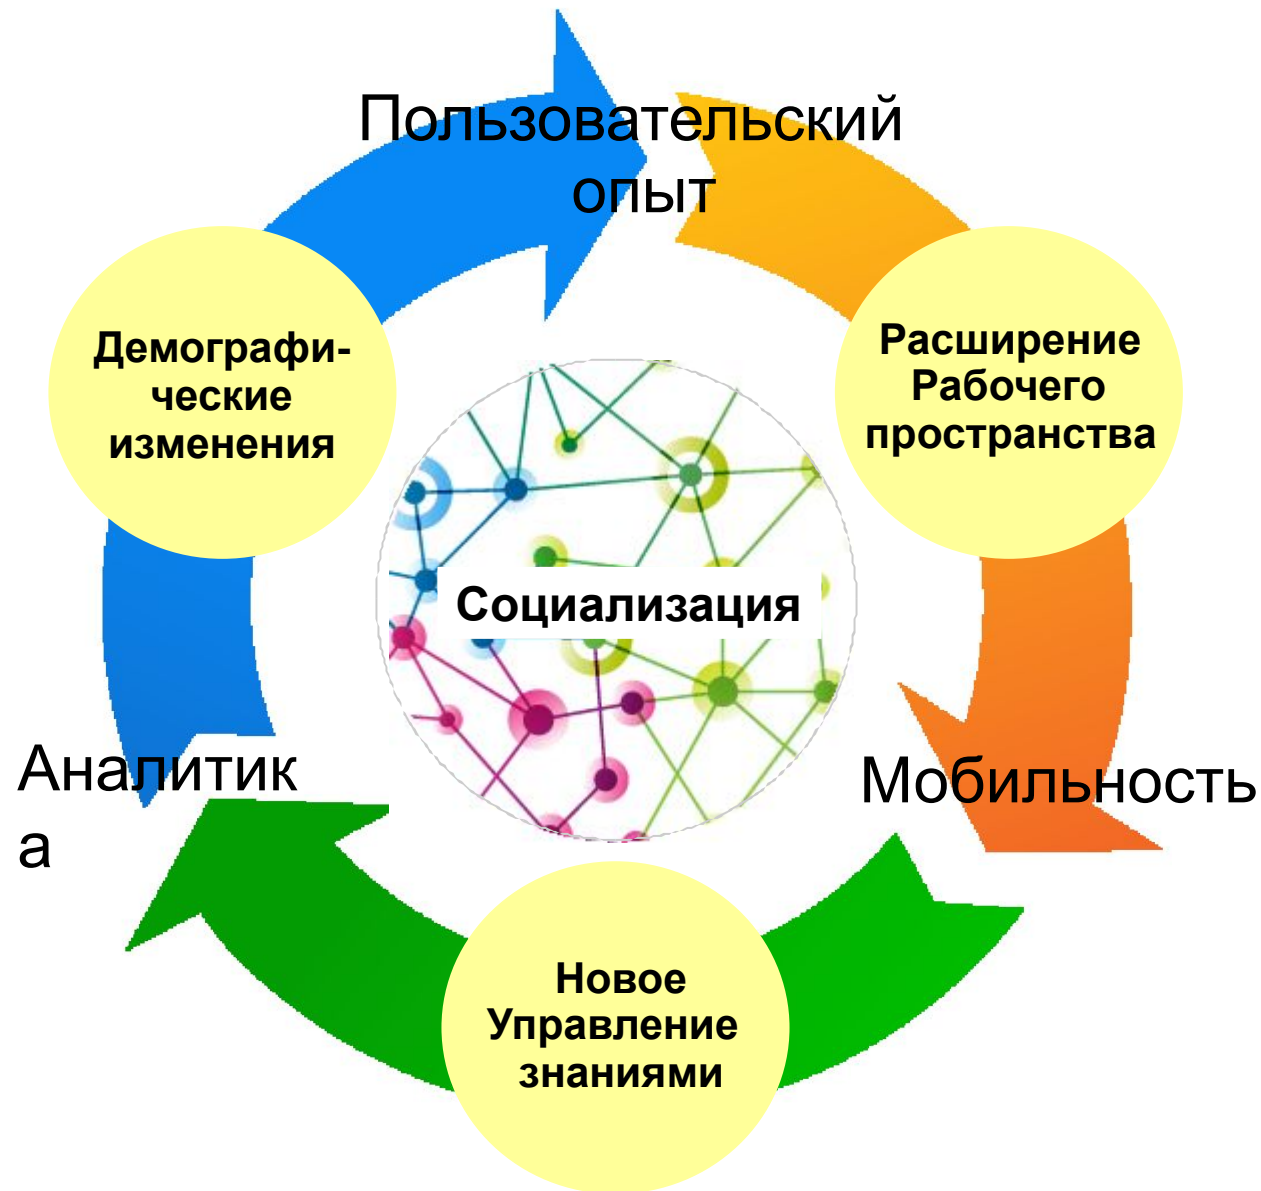 Пользовательский
опыт
Демографи-
ческие
изменения
Расширение
Рабочего
пространства
Социализация
Аналитик
а
Мобильность
Новое
Управление
знаниями